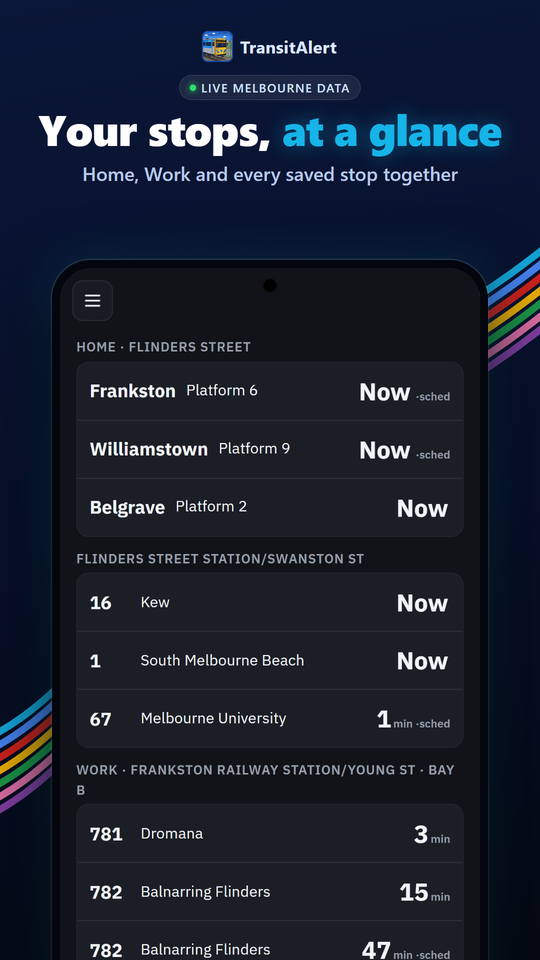 TransitAlert
LIVE MELBOURNE DATA
Your stops, at a glance
Home, Work and every saved stop together
HOME · FLINDERS STREET
Frankston Platform 6 Now ·sched
Williamstown Platform 9 Now ·sched
Belgrave Platform 2 Now
FLINDERS STREET STATION/SWANSTON ST
16 Kew Now
1 South Melbourne Beach Now
67 Melbourne University 1 min ·sched
WORK · FRANKSTON RAILWAY STATION/YOUNG ST · BAY
B
781 Dromana 3 min
782 Balnarring Flinders 15 min
782 Balnarring Flinders 47 min ·sched